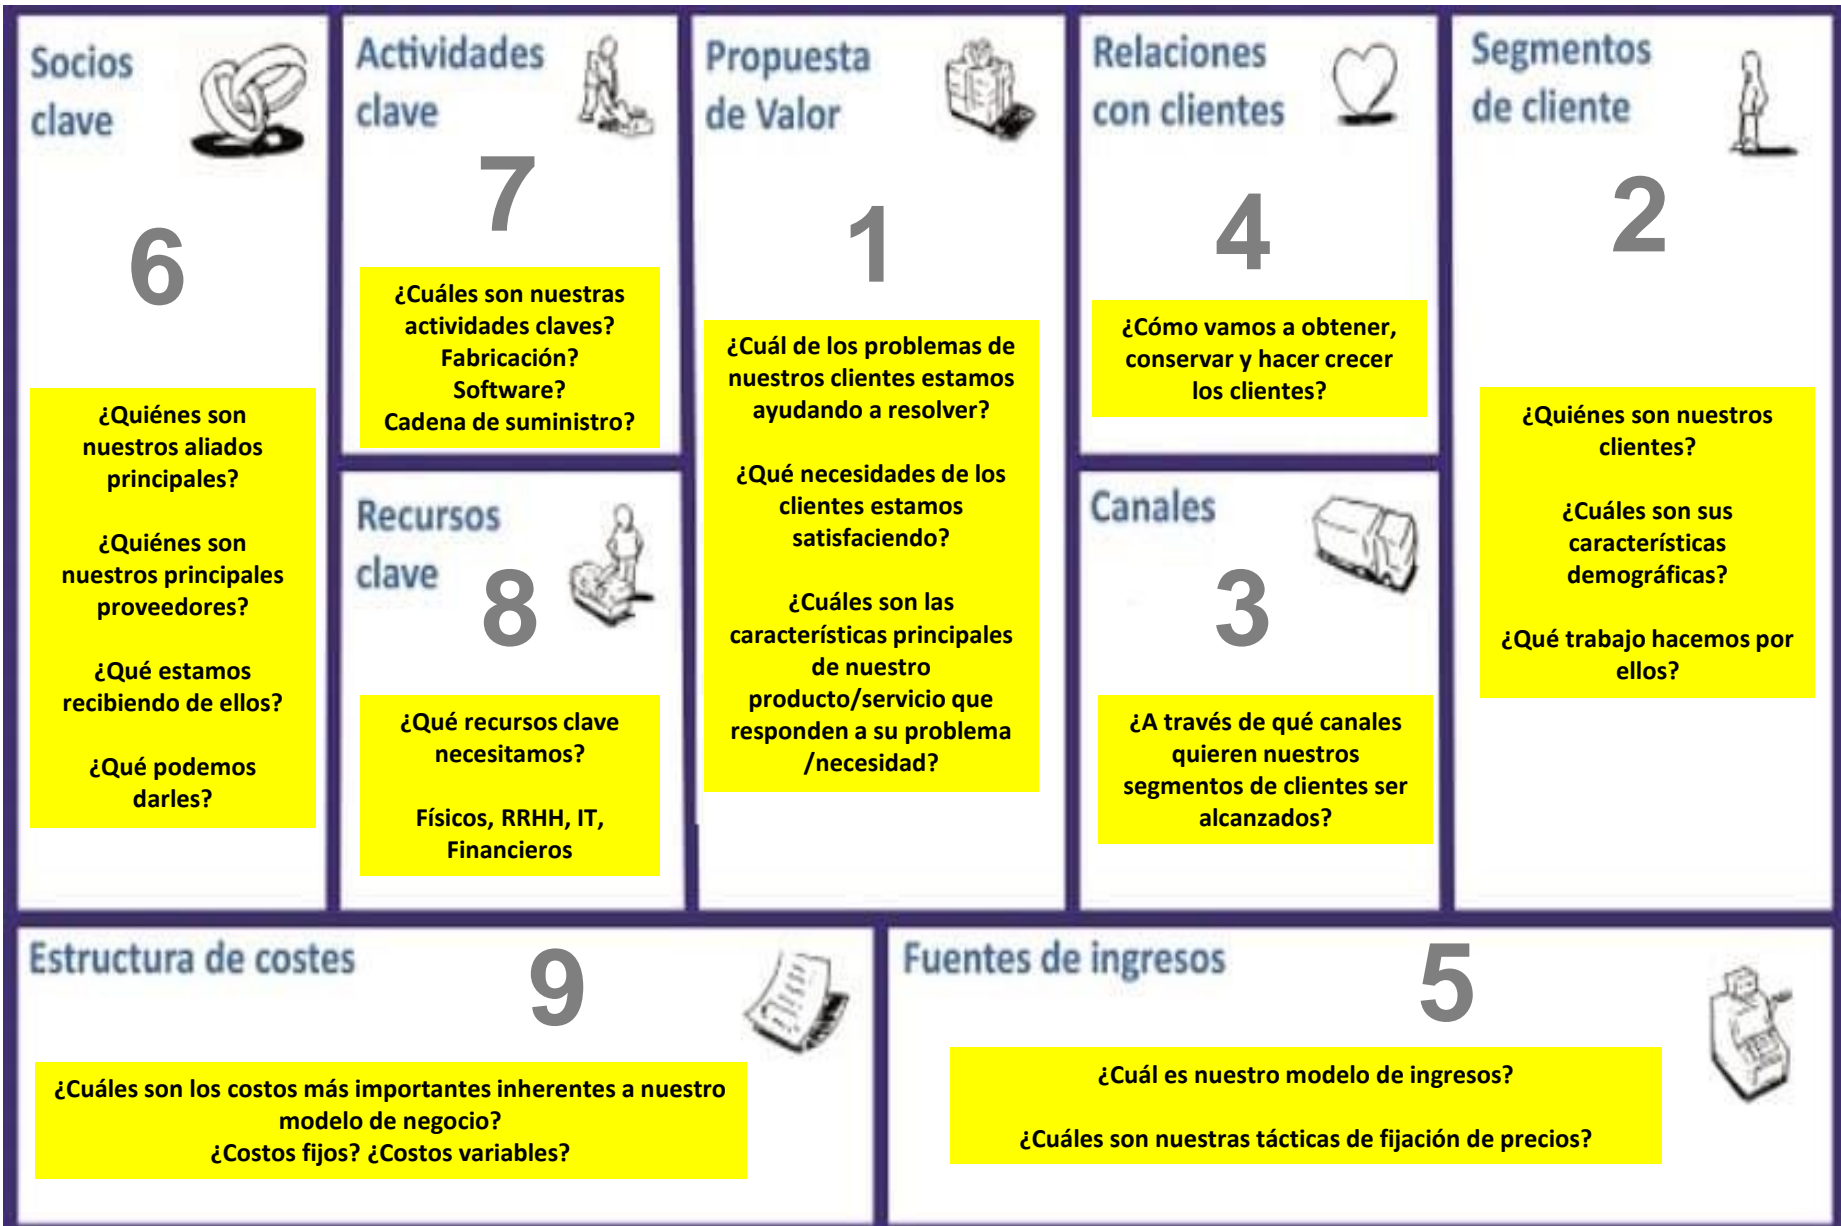 Socios
clave
6
¿Quiénes son
nuestros aliados
principales?
¿Quiénes son
nuestros principales
proveedores?
¿Qué estamos
recibiendo de ellos?
¿Qué podemos
darles?
Actividades
clave
7
¿Cuáles son nuestras
actividades claves?
Fabricación?
Software?
Cadena de suministro?
Recursos
clave
8
¿Qué recursos clave
necesitamos?
Físicos, RRHH, IT,
Financieros
Propuesta
de Valor
1
¿Cuál de los problemas de
nuestros clientes estamos
ayudando a resolver?
¿Qué necesidades de los
clientes estamos
satisfaciendo?
¿Cuáles son las
características principales
de nuestro
producto/servicio que
responden a su problema
/necesidad?
Relaciones
con clientes
4
¿Cómo vamos a obtener,
conservar y hacer crecer
los clientes?
Canales
3
¿A través de qué canales
quieren nuestros
segmentos de clientes ser
alcanzados?
Segmentos
de cliente
2
¿Quiénes son nuestros
clientes?
¿Cuáles son sus
características
demográficas?
¿Qué trabajo hacemos por
ellos?
Estructura de costes
9
¿Cuáles son los costos más importantes inherentes a nuestro
modelo de negocio?
¿Costos fijos? ¿Costos variables?
Fuentes de ingresos
5
¿Cuál es nuestro modelo de ingresos?
¿Cuáles son nuestras tácticas de fijación de precios?